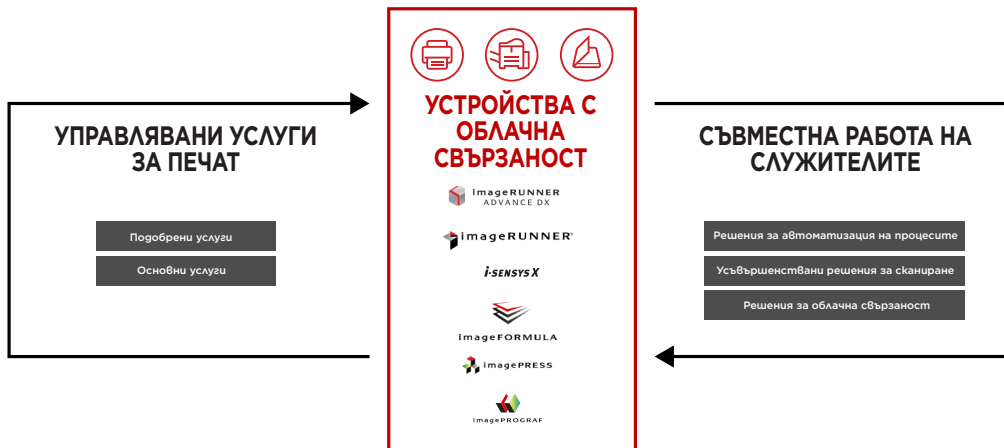 УПРАВЛЯВАНИ УСЛУГИ
ЗА ПЕЧАТ
Подобрени услуги
Основни услуги
УСТРОЙСТВА С
ОБЛАЧНА
СВЪРЗАНОСТ
imageRUNNER
ADVANCE DX
imageRUNNER
i-SENSYS X
imageFORMULA
imagePRESS
imagePROGRAF
СЪВМЕСТНА РАБОТА НА
СЛУЖИТЕЛИТЕ
Решения за автоматизация на процесите
Усъвършенствани решения за сканиране
Решения за облачна свързаност